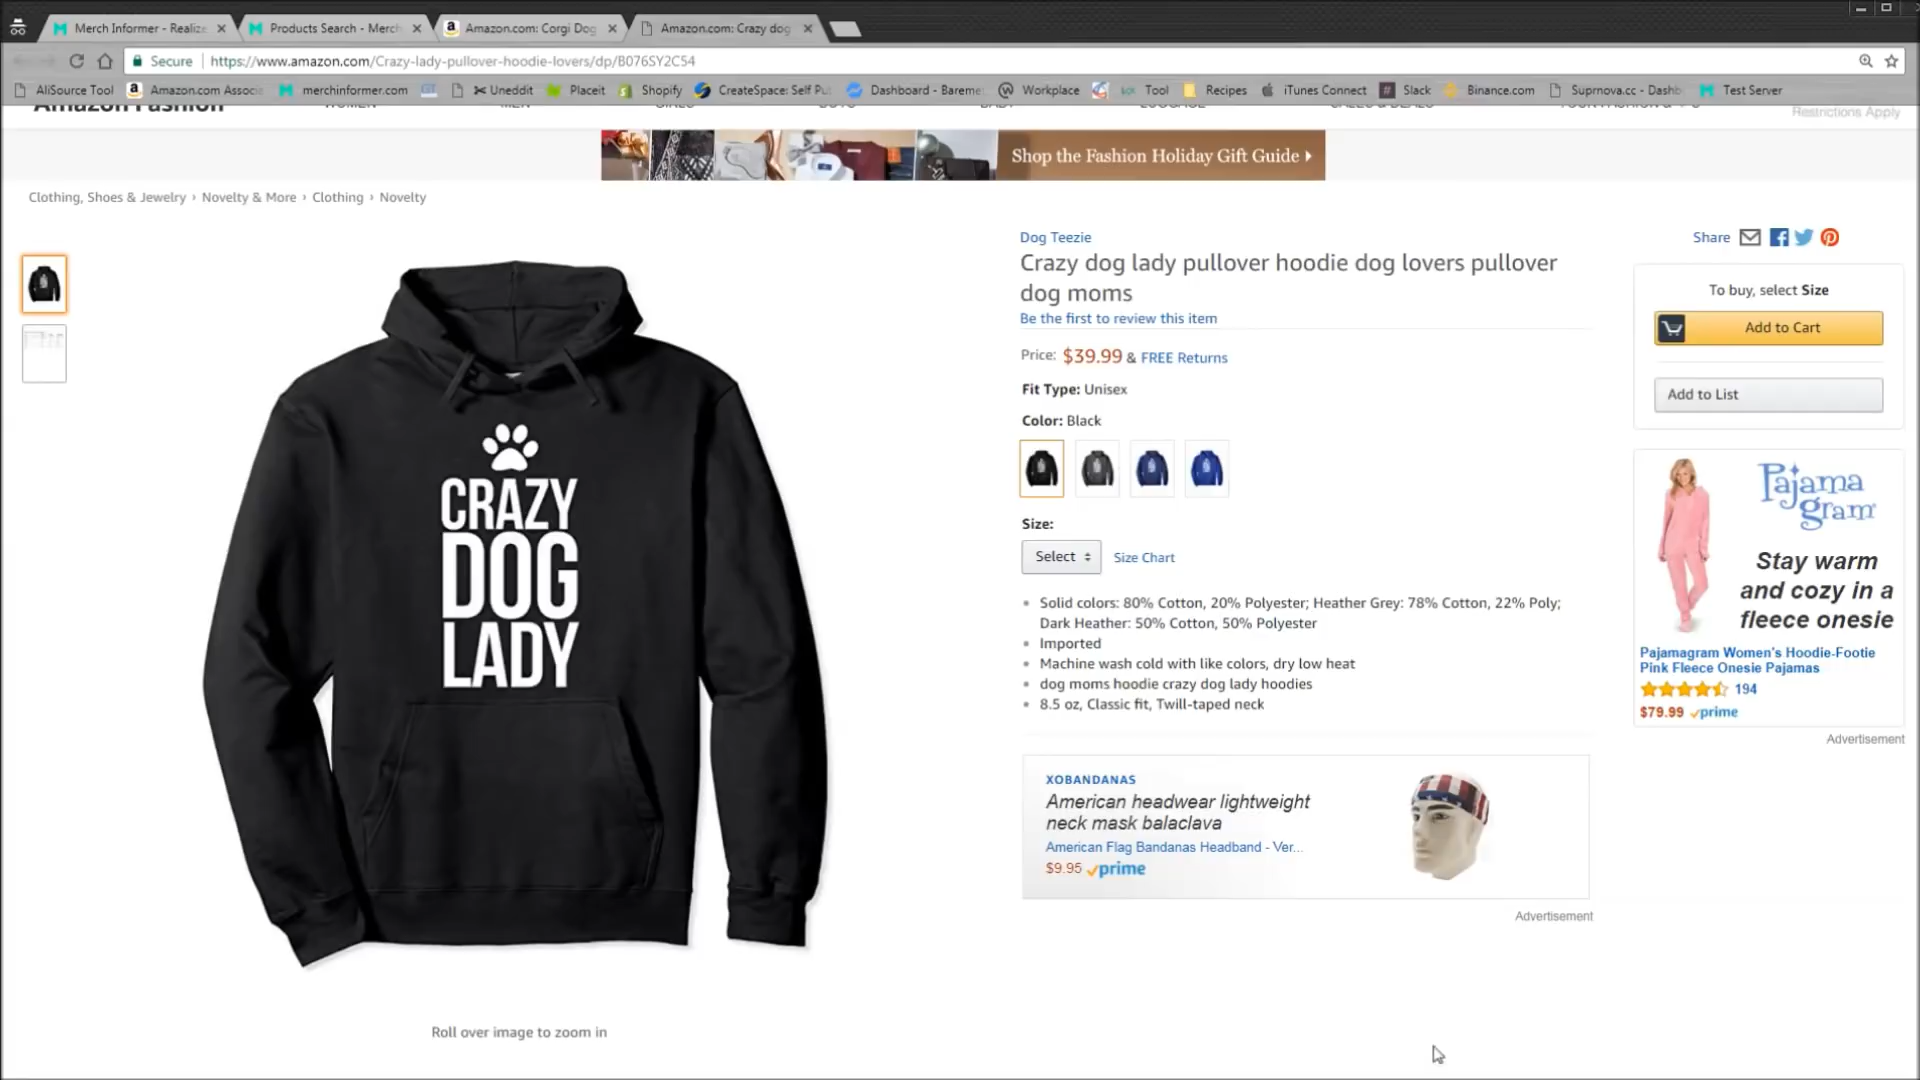 Merch Informer - Realize
Products Search - Merch
Amazon.com: Corgi Dog
Amazon.com: Crazy dog
Secure
https://www.amazon.com/Crazy-lady-pullover-hoodie-lovers/dp/B076SY2C54
AliSource Tool
Amazon.com Associa
merchinformer.com
Uneddit
Placeit
Shopify
CreateSpace: Self Pub
Dashboard - Bareme
Workplace
Tool
Recipes
iTunes Connect
Slack
Binance.com
Suprnova.cc - Dashb
Test Server
Amazon Fashion
Restrictions Apply
Shop the Fashion Holiday Gift Guide
Clothing, Shoes & Jewelry › Novelty & More › Clothing › Novelty
CRAZY
DOG
LADY
Roll over image to zoom in
Dog Teezie
Crazy dog lady pullover hoodie dog lovers pullover
dog moms
Be the first to review this item
Price: $39.99 & FREE Returns
Fit Type: Unisex
Color: Black
Size:
Select
Size Chart
Solid colors: 80% Cotton, 20% Polyester; Heather Grey: 78% Cotton, 22% Poly;
Dark Heather: 50% Cotton, 50% Polyester
Imported
Machine wash cold with like colors, dry low heat
dog moms hoodie crazy dog lady hoodies
8.5 oz, Classic fit, Twill-taped neck
XOBANDANAS
American headwear lightweight
neck mask balaclava
American Flag Bandanas Headband - Ver...
$9.95 prime
Advertisement
Share
To buy, select Size
Add to Cart
Add to List
Pajama
gram
Stay warm
and cozy in a
fleece onesie
Pajamagram Women's Hoodie-Footie
Pink Fleece Onesie Pajamas
194
$79.99 prime
Advertisement